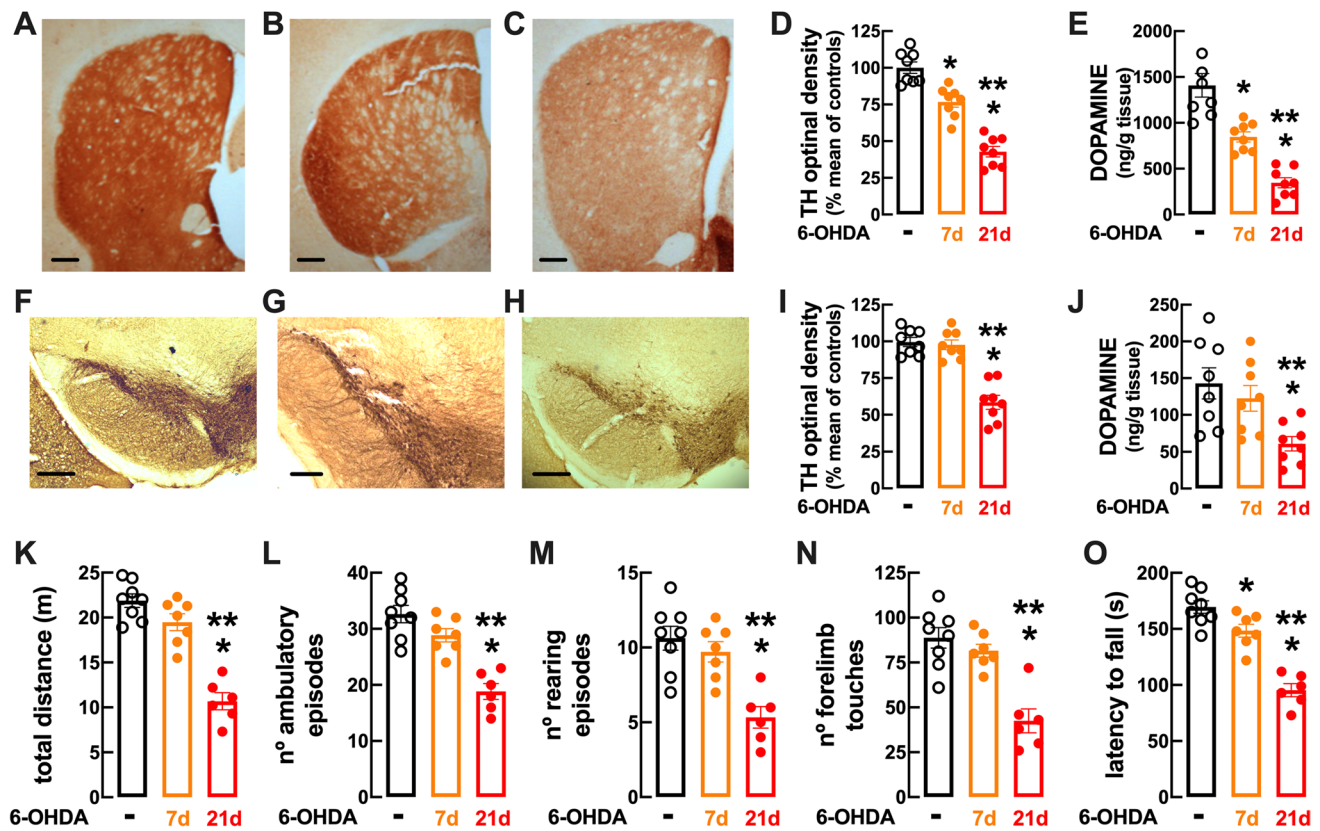 A
B
C
D
TH optinal density
(% mean of controls)
125
100
75
50
25
0
*
**
*
6-OHDA - 7d 21d
E
DOPAMINE
(ng/g tissue)
2000
1500
1000
500
0
*
**
*
6-OHDA - 7d 21d
F
G
H
I
TH optinal density
(% mean of controls)
125
100
75
50
25
0
**
*
6-OHDA - 7d 21d
J
DOPAMINE
(ng/g tissue)
250
200
150
100
50
0
**
*
6-OHDA - 7d 21d
K
total distance (m)
25
20
15
10
5
0
**
*
6-OHDA - 7d 21d
L
nº ambulatory
episodes
40
30
20
10
0
**
*
6-OHDA - 7d 21d
M
nº rearing
episodes
15
10
5
0
**
*
6-OHDA - 7d 21d
N
nº forelimb
touches
125
100
75
50
25
0
**
*
6-OHDA - 7d 21d
O
latency to fall (s)
200
150
100
50
0
*
**
*
6-OHDA - 7d 21d